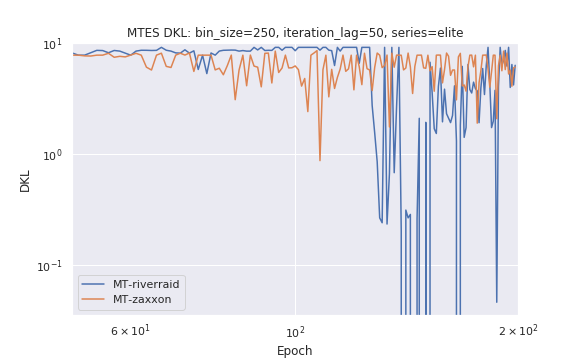 MTES DKL: bin_size=250, iteration_lag=50, series=elite
10¹
10⁰
10⁻¹
DKL
MT-riverraid
MT-zaxxon
6 × 10¹
10²
2 × 10²
Epoch